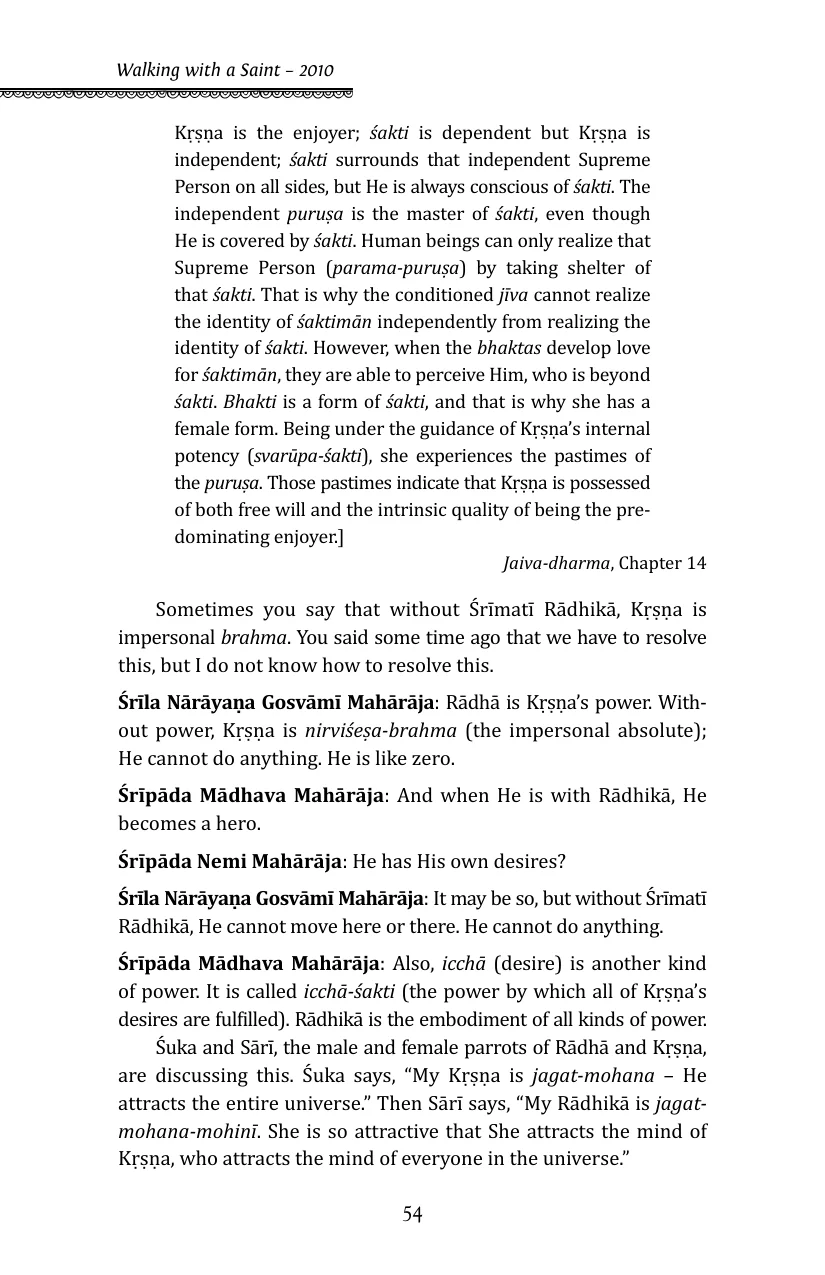 Walking with a Saint – 2010
Kṛṣṇa is the enjoyer; śakti is dependent but Kṛṣṇa is
independent; śakti surrounds that independent Supreme
Person on all sides, but He is always conscious of śakti. The
independent puruṣa is the master of śakti, even though
He is covered by śakti. Human beings can only realize that
Supreme Person (parama-puruṣa) by taking shelter of
that śakti. That is why the conditioned jīva cannot realize
the identity of śaktimān independently from realizing the
identity of śakti. However, when the bhaktas develop love
for śaktimān, they are able to perceive Him, who is beyond
śakti. Bhakti is a form of śakti, and that is why she has a
female form. Being under the guidance of Kṛṣṇa’s internal
potency (svarūpa-śakti), she experiences the pastimes of
the puruṣa. Those pastimes indicate that Kṛṣṇa is possessed
of both free will and the intrinsic quality of being the pre-
dominating enjoyer.]
Jaiva-dharma, Chapter 14
Sometimes you say that without Śrīmatī Rādhikā, Kṛṣṇa is
impersonal brahma. You said some time ago that we have to resolve
this, but I do not know how to resolve this.
Śrīla Nārāyaṇa Gosvāmī Mahārāja: Rādhā is Kṛṣṇa’s power. With-
out power, Kṛṣṇa is nirviśeṣa-brahma (the impersonal absolute);
He cannot do anything. He is like zero.
Śrīpāda Mādhava Mahārāja: And when He is with Rādhikā, He
becomes a hero.
Śrīpāda Nemi Mahārāja: He has His own desires?
Śrīla Nārāyaṇa Gosvāmī Mahārāja: It may be so, but without Śrīmatī
Rādhikā, He cannot move here or there. He cannot do anything.
Śrīpāda Mādhava Mahārāja: Also, icchā (desire) is another kind
of power. It is called icchā-śakti (the power by which all of Kṛṣṇa’s
desires are fulfilled). Rādhikā is the embodiment of all kinds of power.
Śuka and Sārī, the male and female parrots of Rādhā and Kṛṣṇa,
are discussing this. Śuka says, “My Kṛṣṇa is jagat-mohana – He
attracts the entire universe.” Then Sārī says, “My Rādhikā is jagat-
mohana-mohinī. She is so attractive that She attracts the mind of
Kṛṣṇa, who attracts the mind of everyone in the universe.”
54